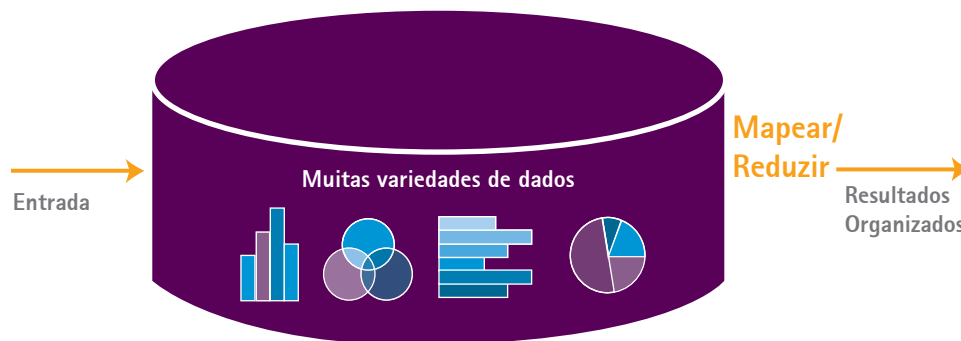 Entrada
Muitas variedades de dados
Mapear/
Reduzir
Resultados
Organizados